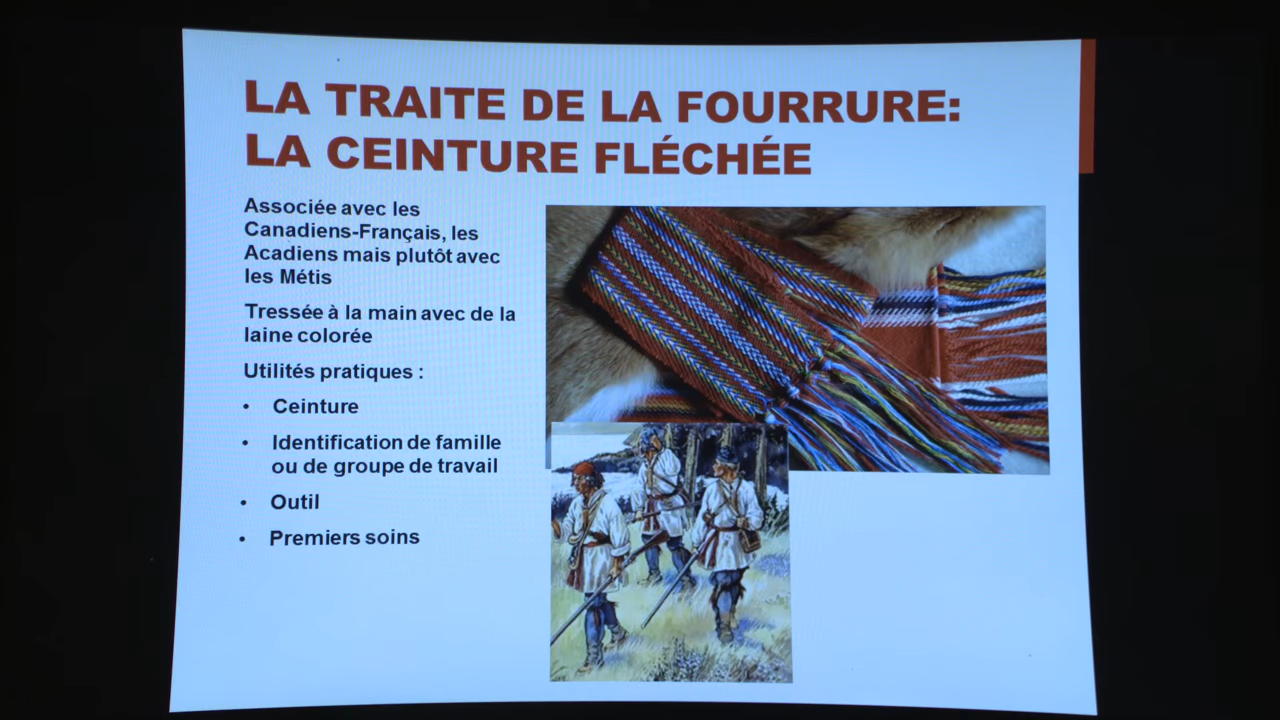 LA TRAITE DE LA FOURRURE:
LA CEINTURE FLÉCHÉE
Associée avec les
Canadiens-Français, les
Acadiens mais plutôt avec
les Métis
Tressée à la main avec de la
laine colorée
Utilités pratiques :
• Ceinture
• Identification de famille
ou de groupe de travail
• Outil
• Premiers soins